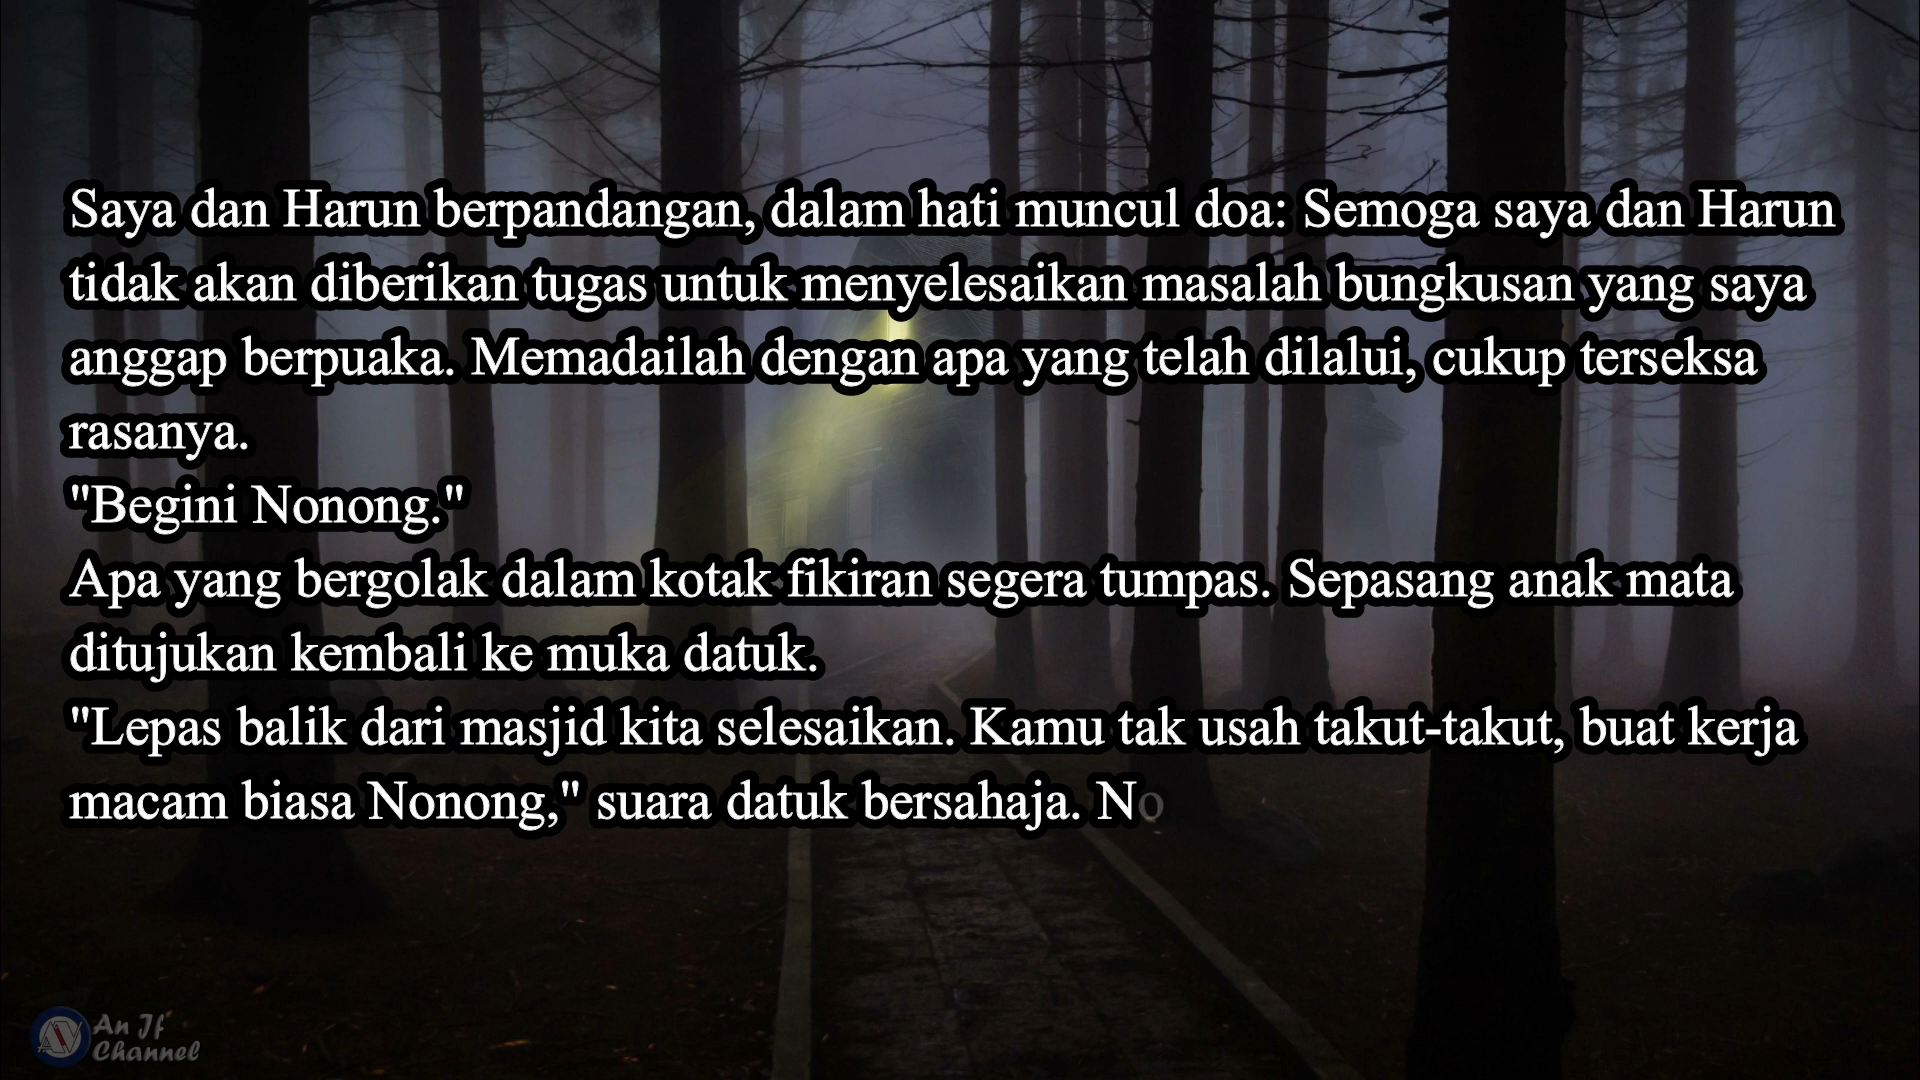 Saya dan Harun berpandangan, dalam hati muncul doa: Semoga saya dan Harun
tidak akan diberikan tugas untuk menyelesaikan masalah bungkusan yang saya
anggap berpuaka. Memadailah dengan apa yang telah dilalui, cukup terseksa
rasanya.
"Begini Nonong."
Apa yang bergolak dalam kotak fikiran segera tumpas. Sepasang anak mata
ditujukan kembali ke muka datuk.
"Lepas balik dari masjid kita selesaikan. Kamu tak usah takut-takut, buat kerja
macam biasa Nonong," suara datuk bersahaja. No
An If
Channel